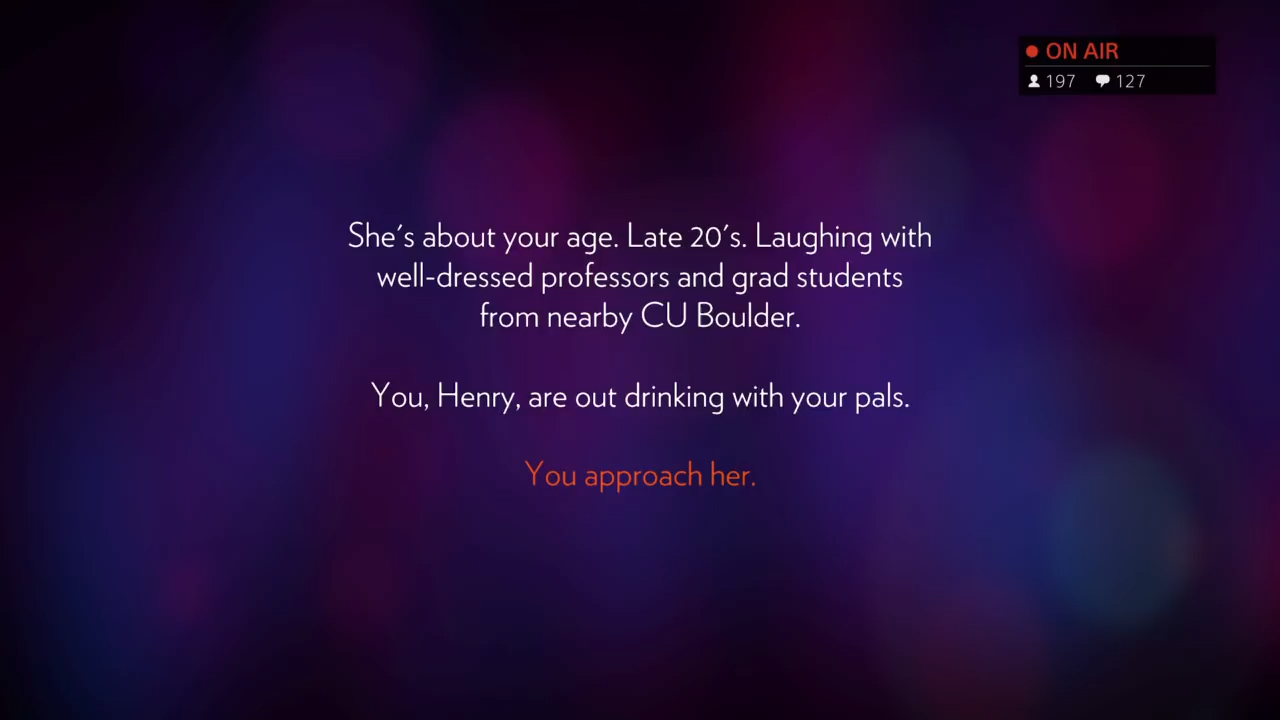 ON AIR
197 127
She's about your age. Late 20's. Laughing with
well-dressed professors and grad students
from nearby CU Boulder.
You, Henry, are out drinking with your pals.
You approach her.